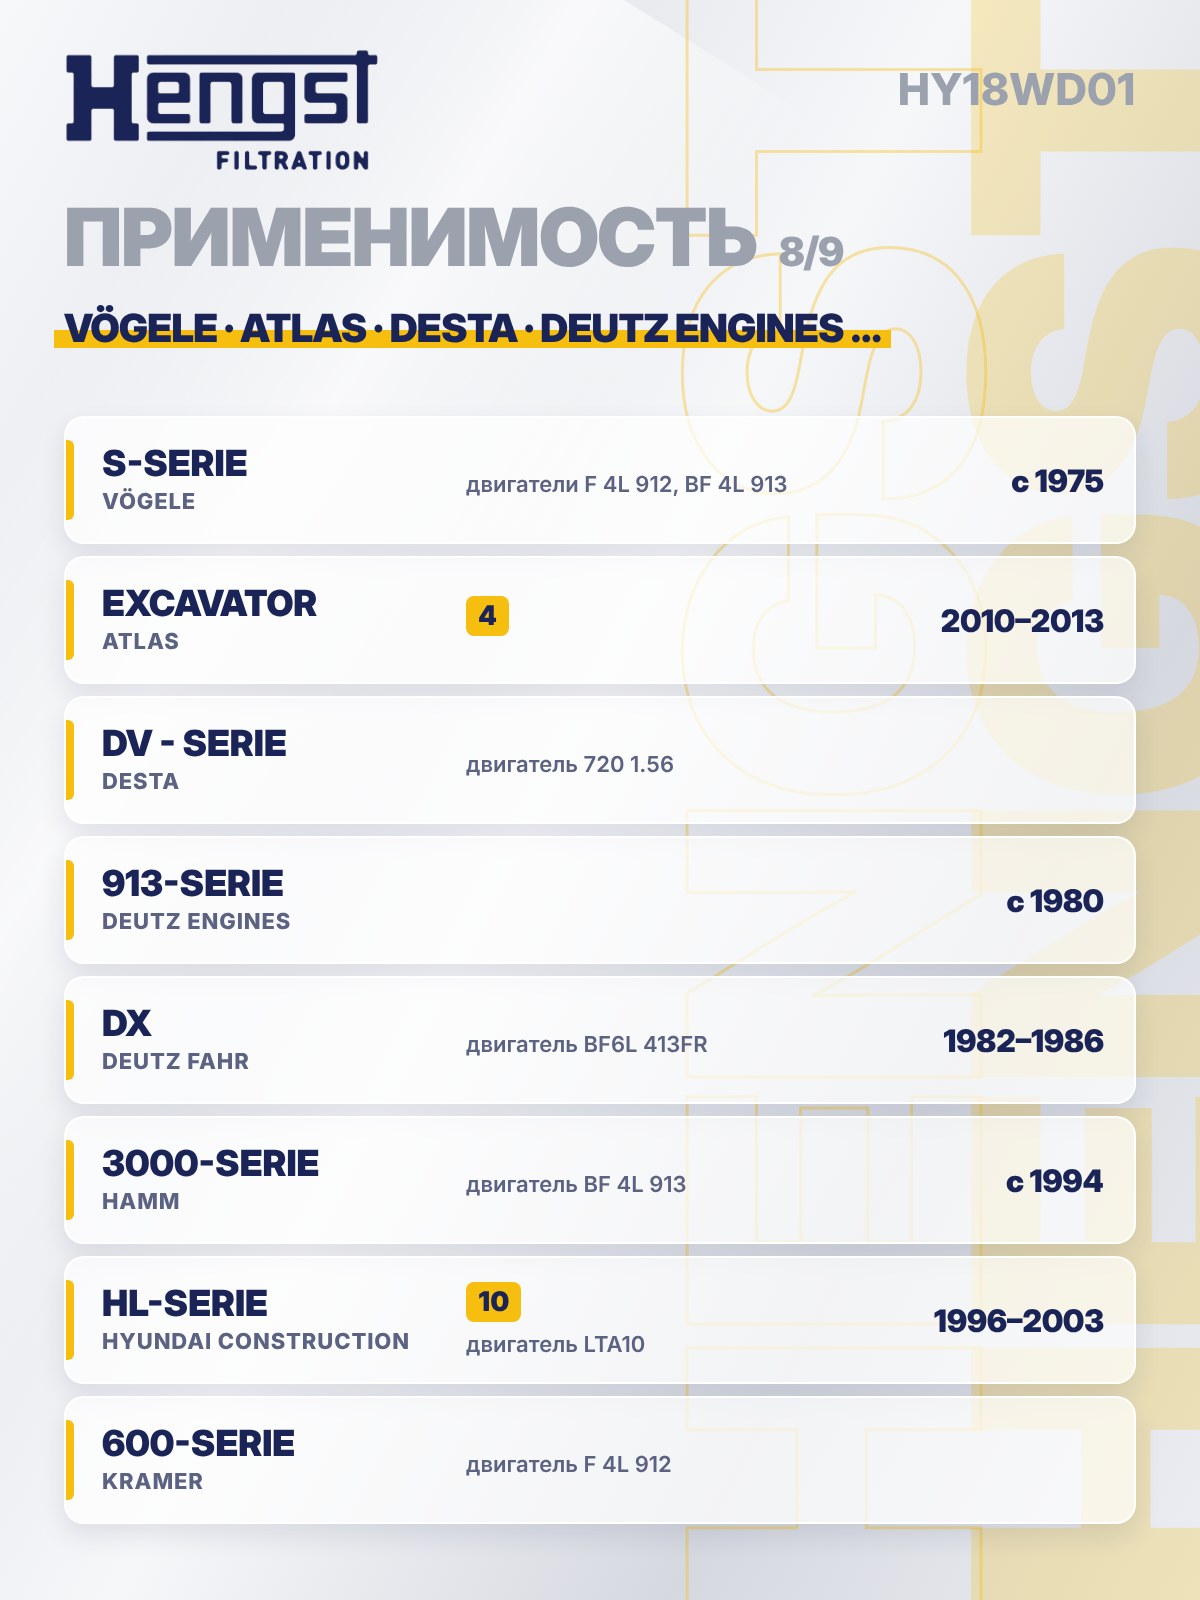 Hengst
FILTRATION
HY18WD01
ПРИМЕНИМОСТЬ 8/9
VÖGELE · ATLAS · DESTA · DEUTZ ENGINES ...
S-SERIE
VÖGELE
двигатели F 4L 912, BF 4L 913
с 1975
EXCAVATOR
ATLAS
4
2010–2013
DV - SERIE
DESTA
двигатель 720 1.56
913-SERIE
DEUTZ ENGINES
с 1980
DX
DEUTZ FAHR
двигатель BF6L 413FR
1982–1986
3000-SERIE
HAMM
двигатель BF 4L 913
с 1994
HL-SERIE
HYUNDAI CONSTRUCTION
10
двигатель LTA10
1996–2003
600-SERIE
KRAMER
двигатель F 4L 912
HENGST
HENGST